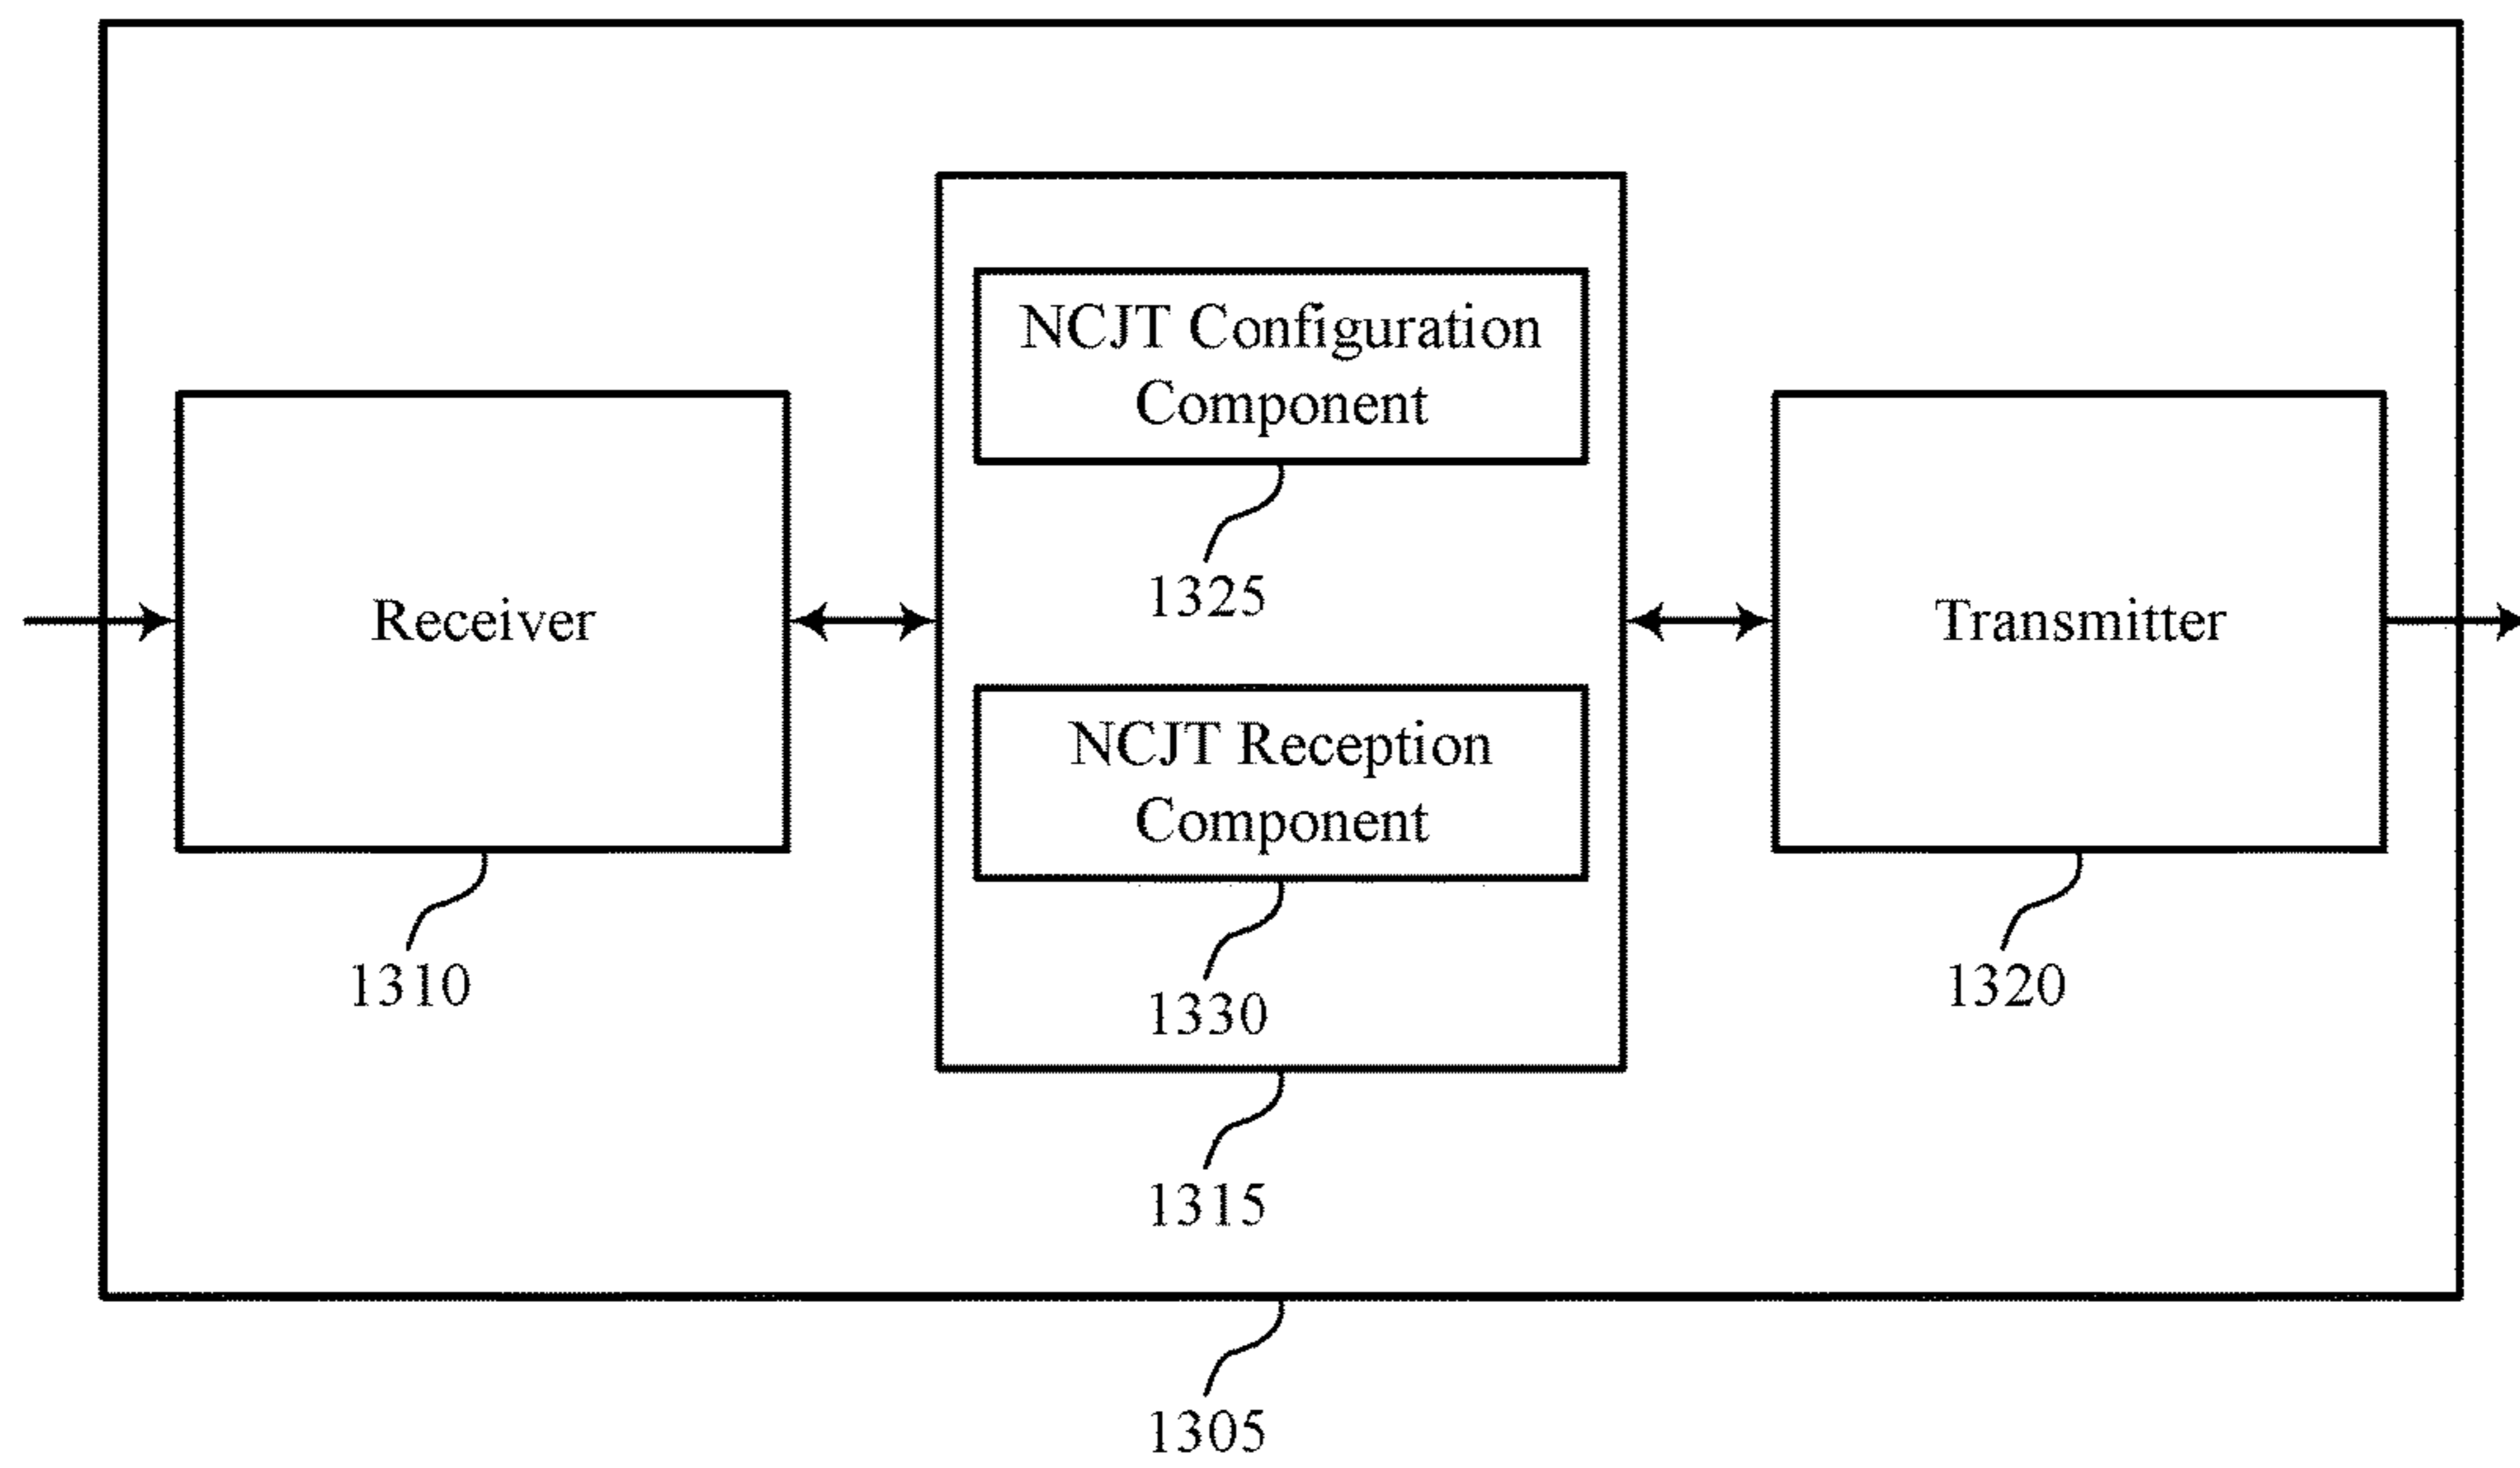 NCJT Configuration
Component
1325
Receiver
1310
NCJT Reception
Component
1330
Transmitter
1320
1315
1305